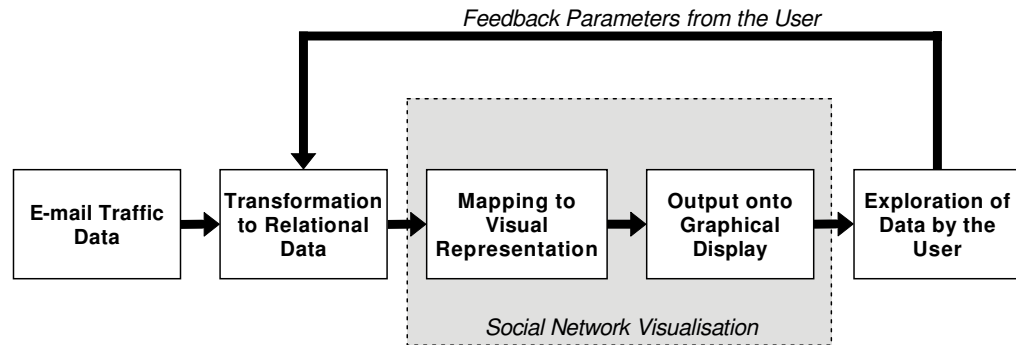 Feedback Parameters from the User
E-mail Traffic
Data
Transformation
to Relational
Data
Mapping to
Visual
Representation
Output onto
Graphical
Display
Exploration of
Data by the
User
Social Network Visualisation